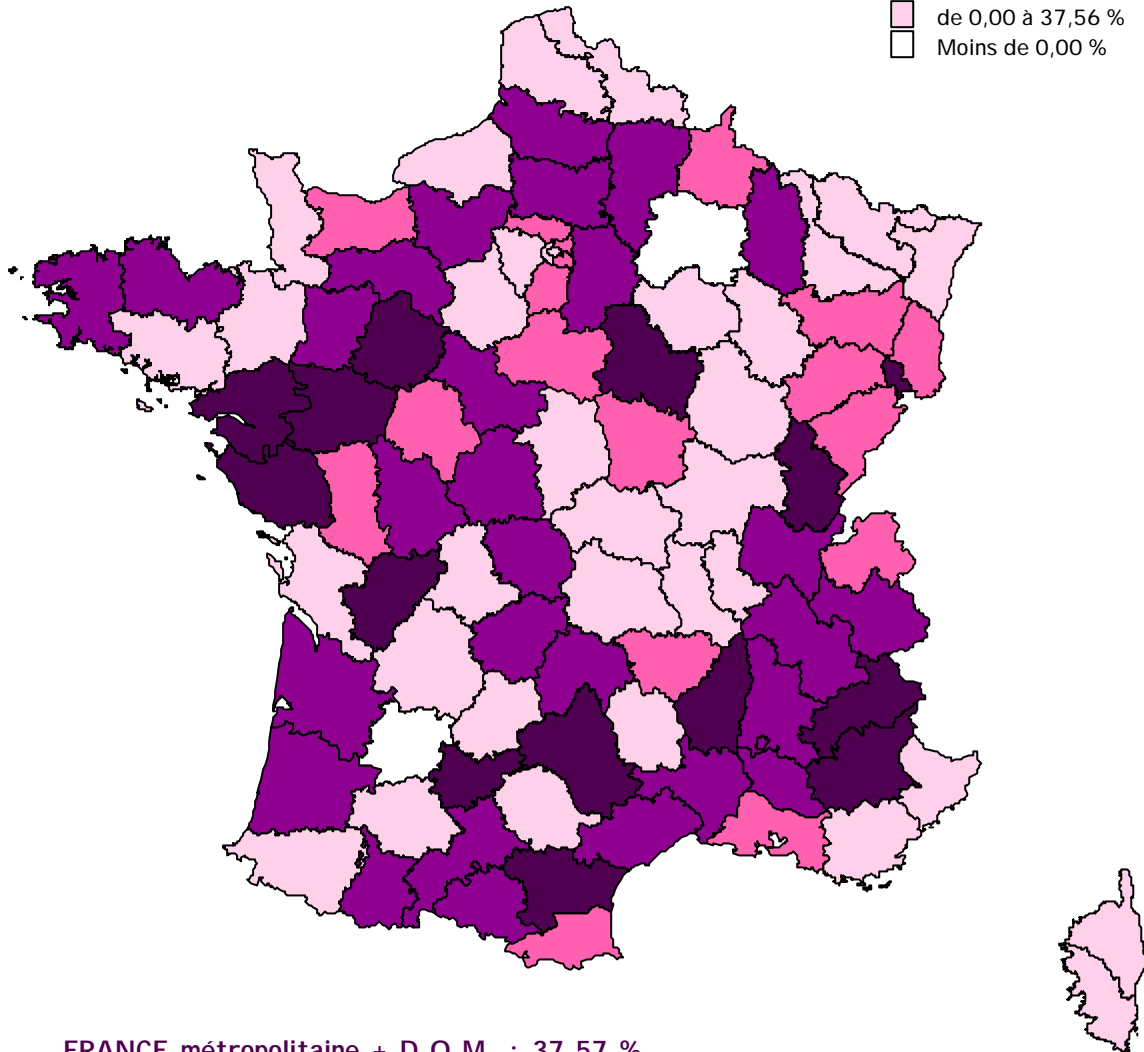 de 0,00 à 37,56 %
Moins de 0,00 %
FRANCE métropolitaine + D.O.M. : 37,57 %